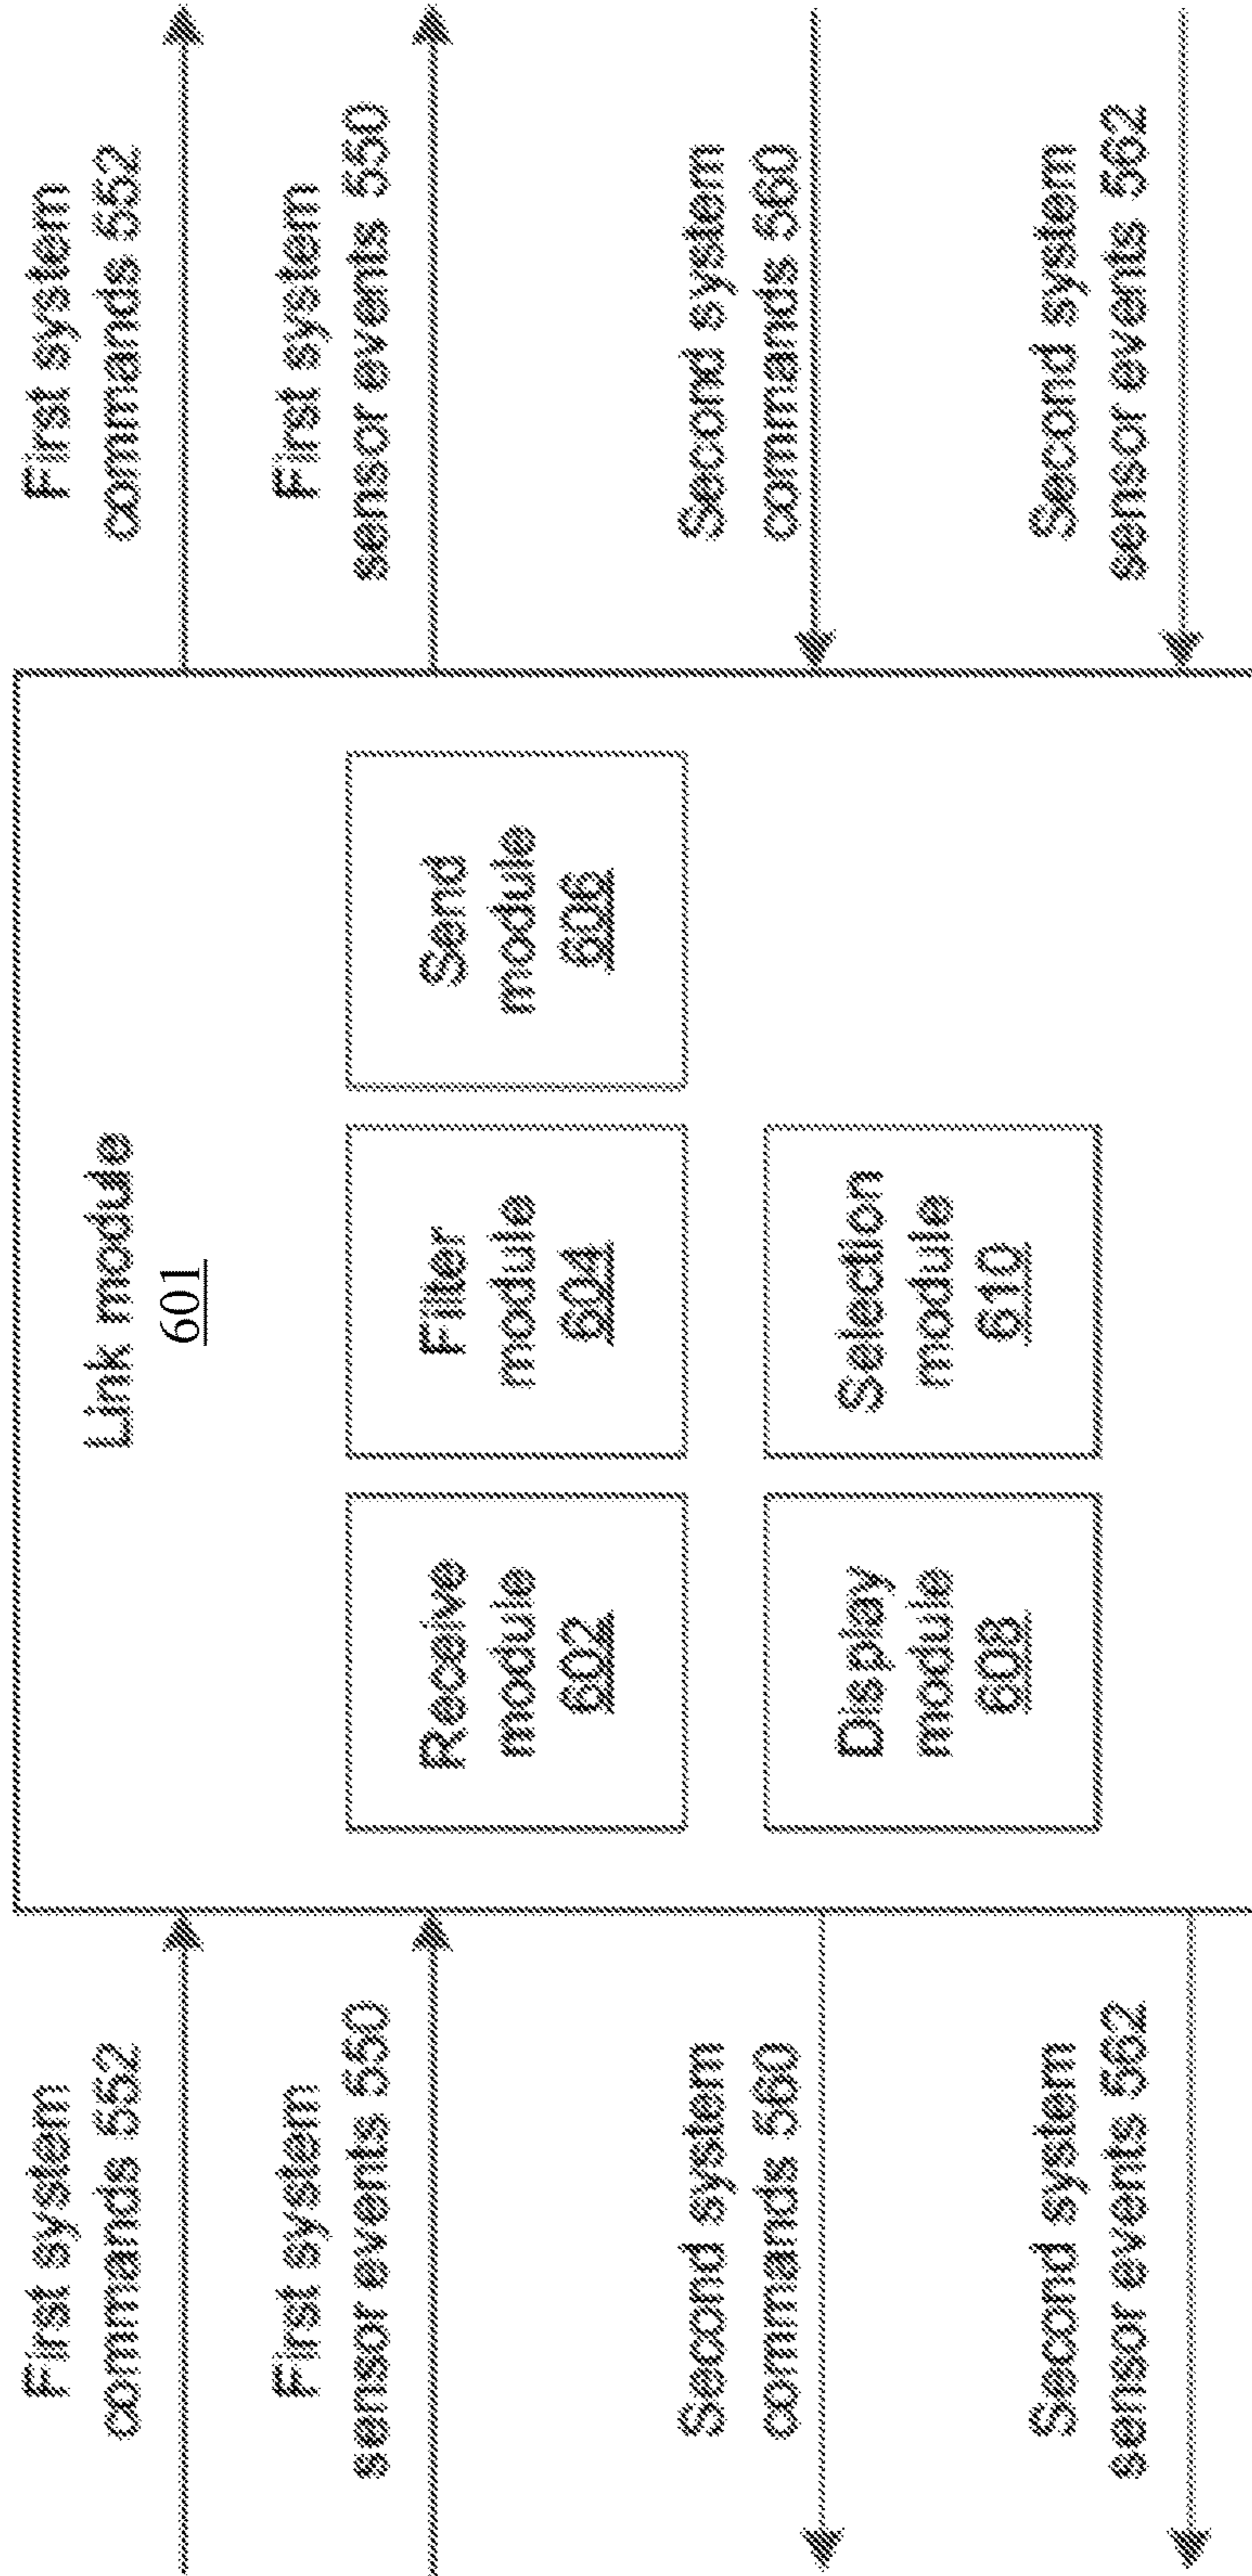 First system
commands 552
First system
sensor events 550
Second system
commands 560
Second system
sensor events 562
Link module
601
Receive
module
602
Filter
module
604
Send
module
606
Display
module
608
Selection
module
610
First system
commands 552
First system
sensor events 550
Second system
commands 560
Second system
sensor events 562